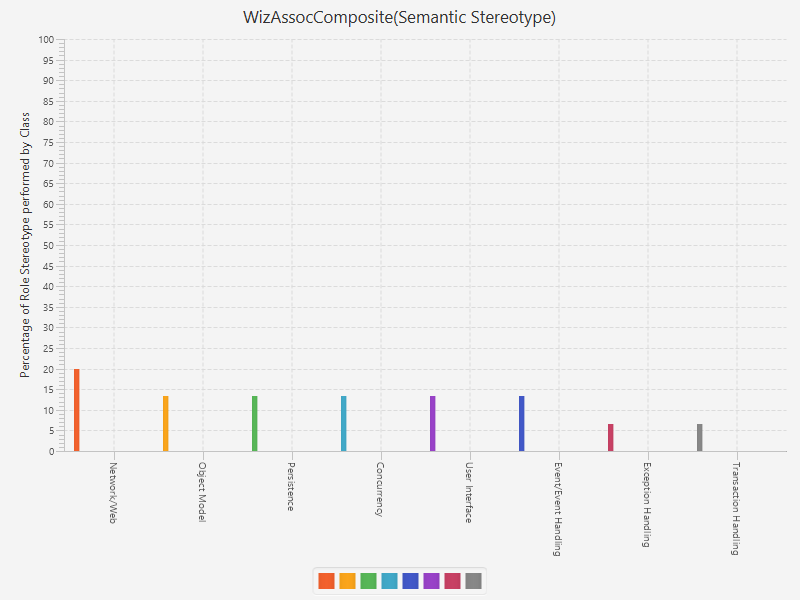 WizAssocComposite(Semantic Stereotype)
Percentage of Role Stereotype performed by Class
100
95
90
85
80
75
70
65
60
55
50
45
40
35
30
25
20
15
10
5
0
Network/Web
Object Model
Persistence
Concurrency
User Interface
Event/Event Handling
Exception Handling
Transaction Handling